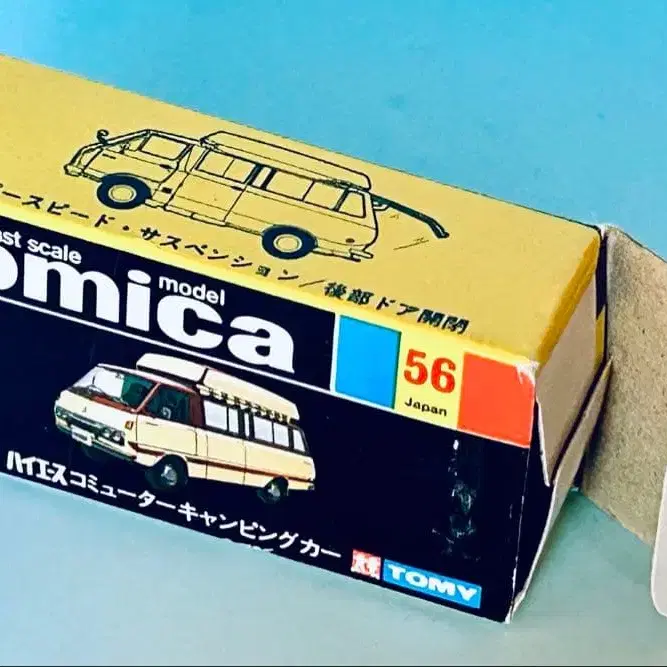 ースピード・サスペンション／後部ドア開閉
ast scale
omica
model
56
Japan
ハイエースコミューターキャンピングカー
TOMY